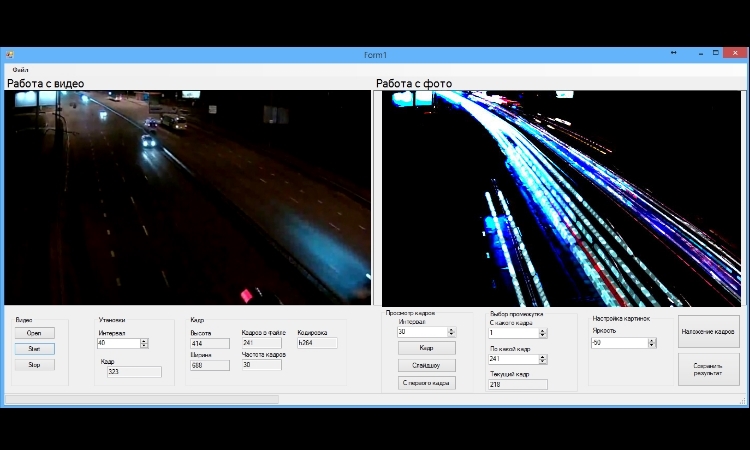 Form1
Файл
Работа с видео
Работа с фото
Видео
Open
Start
Stop
Установки
Интервал
40
Кадр
323
Кадр
Высота
414
Ширина
688
Кадров в файле
241
Частота кадров
30
Кодировка
h264
Просмотр кадров
Интервал
30
Кадр
Слайдшоу
С первого кадра
Выбор промежутка
С какого кадра
1
По какой кадр
241
Текущий кадр
218
Настройка картинок
Яркость
-50
Наложение кадров
Сохранить
результат